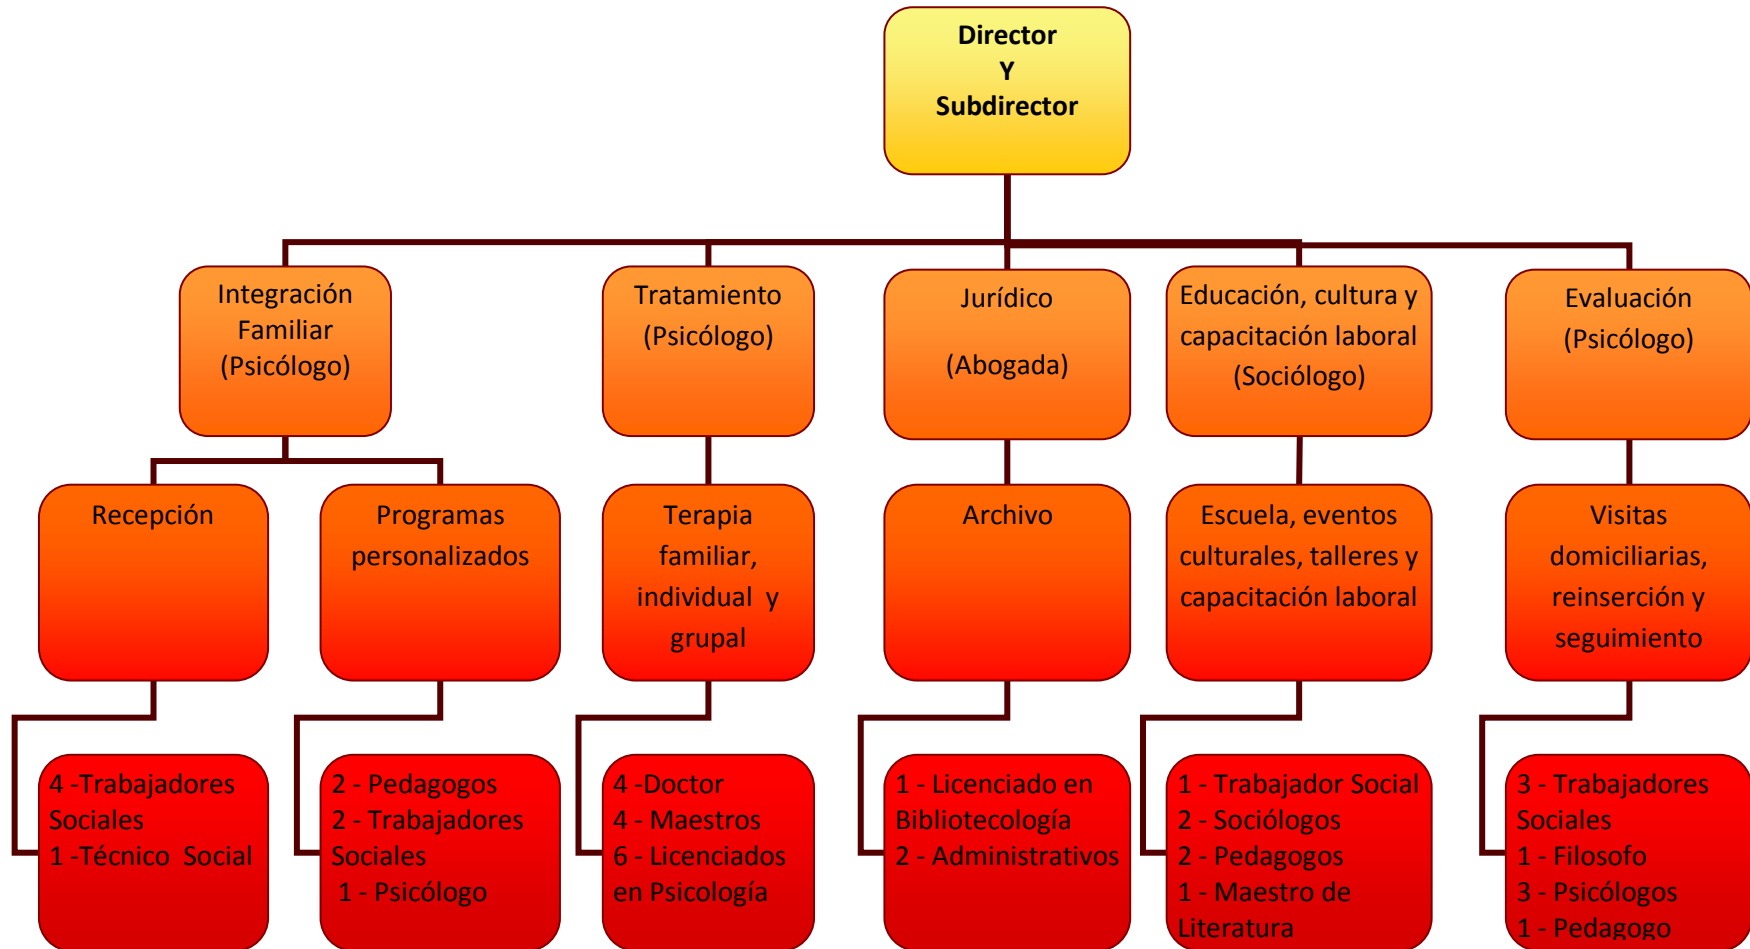 Director
Y
Subdirector
Integración
Familiar
(Psicólogo)
Tratamiento
(Psicólogo)
Jurídico
(Abogada)
Educación, cultura y
capacitación laboral
(Sociólogo)
Evaluación
(Psicólogo)
Recepción
Programas
personalizados
Terapia
familiar,
individual y
grupal
Archivo
Escuela, eventos
culturales, talleres y
capacitación laboral
Visitas
domiciliarias,
reinserción y
seguimiento
4 -Trabajadores
Sociales
1 -Técnico Social
2 - Pedagogos
2 - Trabajadores
Sociales
1 - Psicólogo
4 -Doctor
4 - Maestros
6 - Licenciados
en Psicología
1 - Licenciado en
Bibliotecología
2 - Administrativos
1 - Trabajador Social
2 - Sociólogos
2 - Pedagogos
1 - Maestro de
Literatura
3 - Trabajadores
Sociales
1 - Filosofo
3 - Psicólogos
1 - Pedagogo